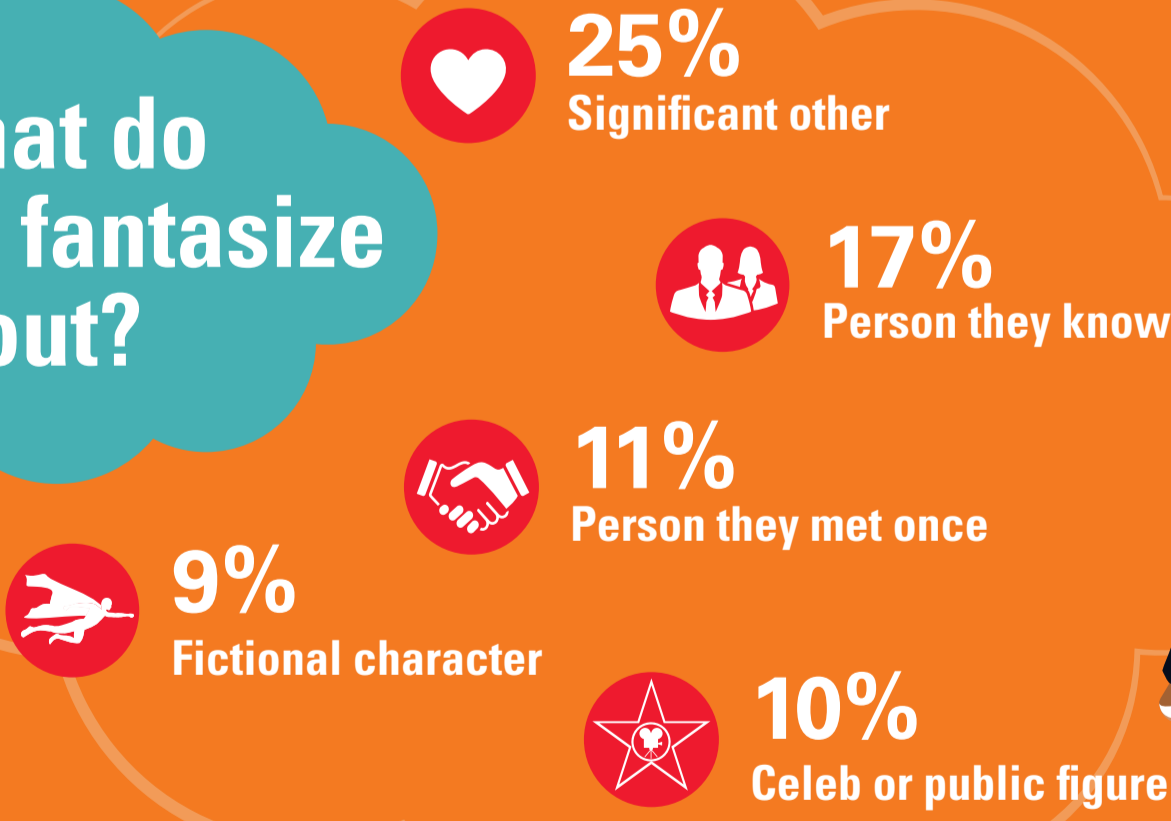 at do
fantasize
out?
25%
Significant other
17%
Person they know
11%
Person they met once
9%
Fictional character
10%
Celeb or public figure